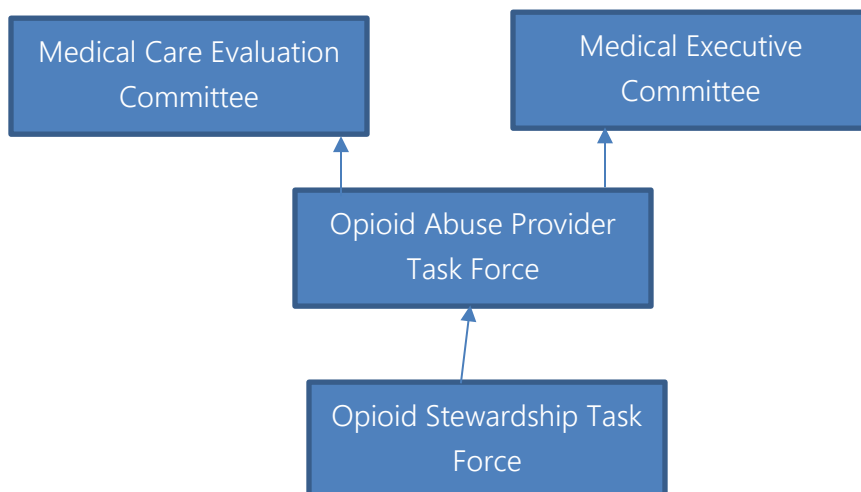 Medical Care Evaluation
Committee
Medical Executive
Committee
Opioid Abuse Provider
Task Force
Opioid Stewardship Task
Force